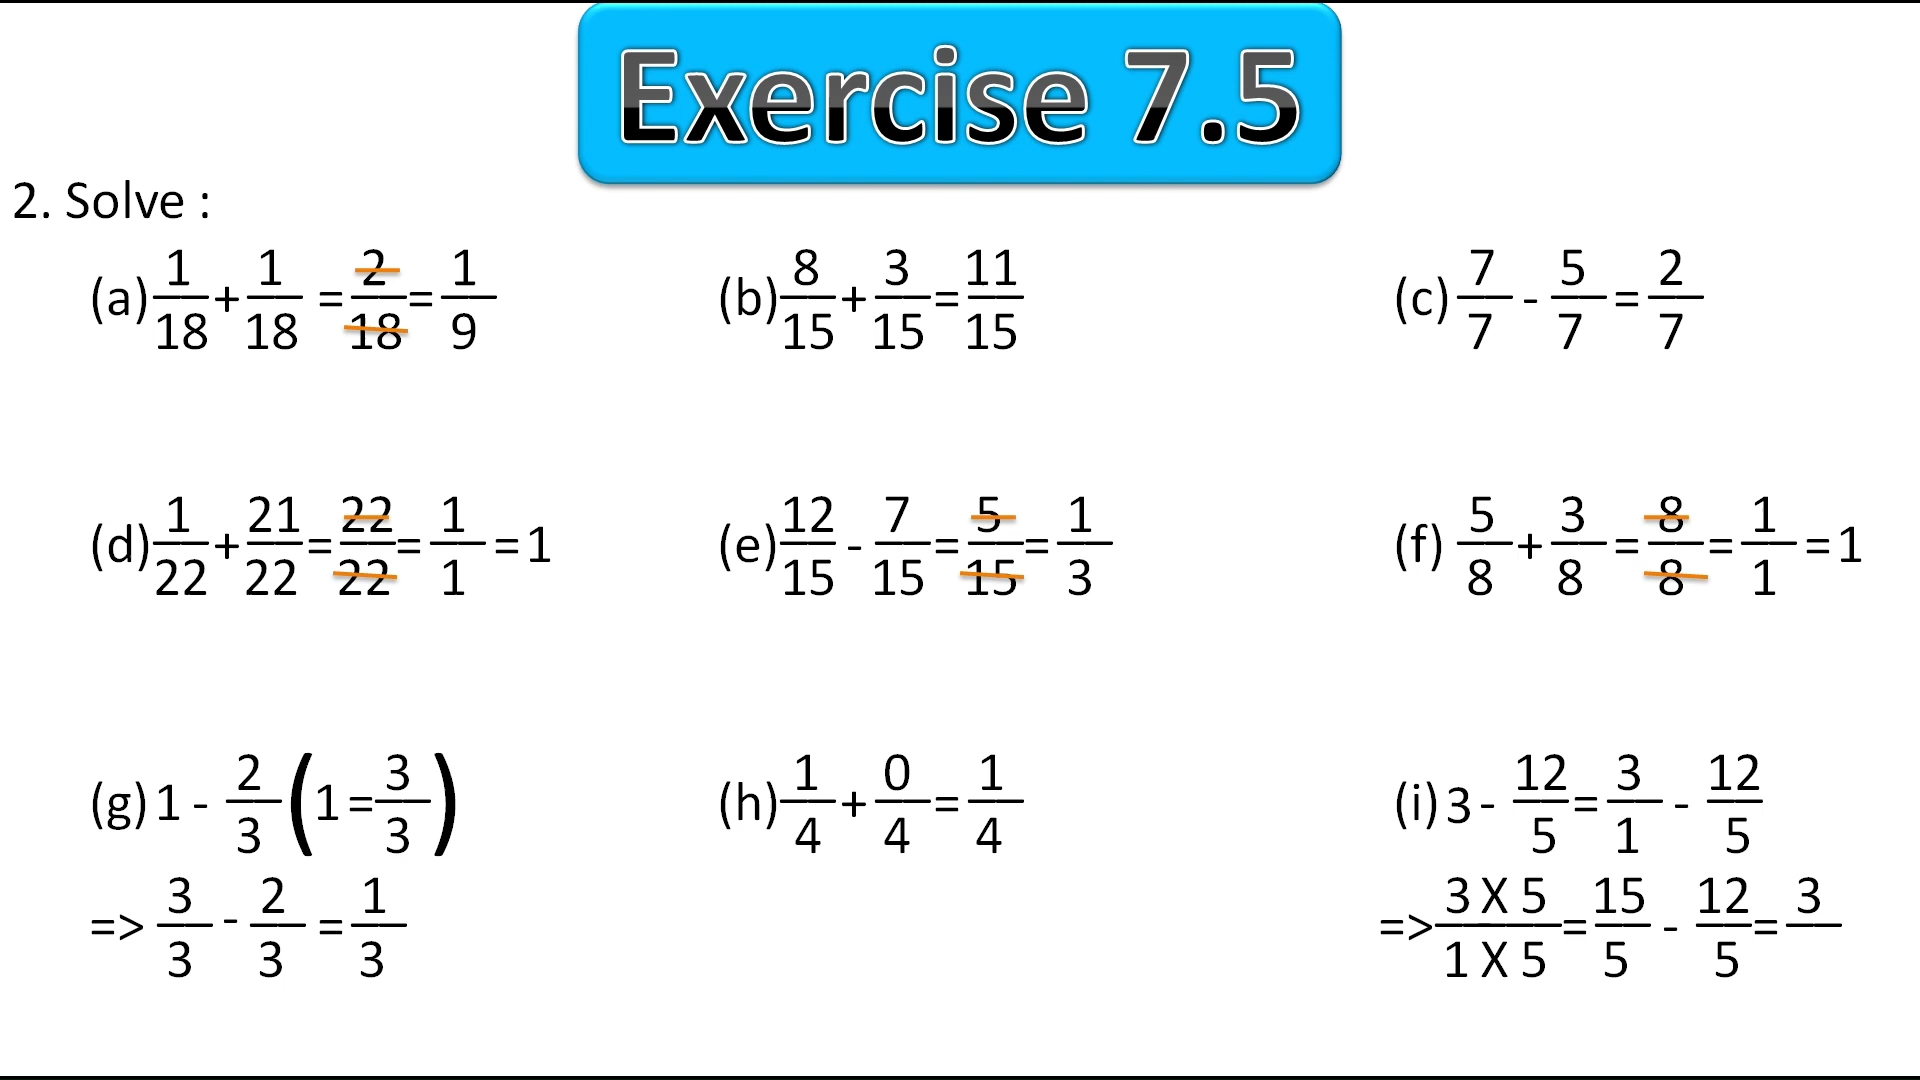 Exercise 7.5
2. Solve :
(a) 1/18 + 1/18 = 2/18 = 1/9
(b) 8/15 + 3/15 = 11/15
(c) 7/7 - 5/7 = 2/7
(d) 1/22 + 21/22 = 22/22 = 1/1 = 1
(e) 12/15 - 7/15 = 5/15 = 1/3
(f) 5/8 + 3/8 = 8/8 = 1/1 = 1
(g) 1 - 2/3 (1 = 3/3)
=> 3/3 - 2/3 = 1/3
(h) 1/4 + 0/4 = 1/4
(i) 3 - 12/5 = 3/1 - 12/5
=> 3 X 5/1 X 5 = 15/5 - 12/5 = 3/